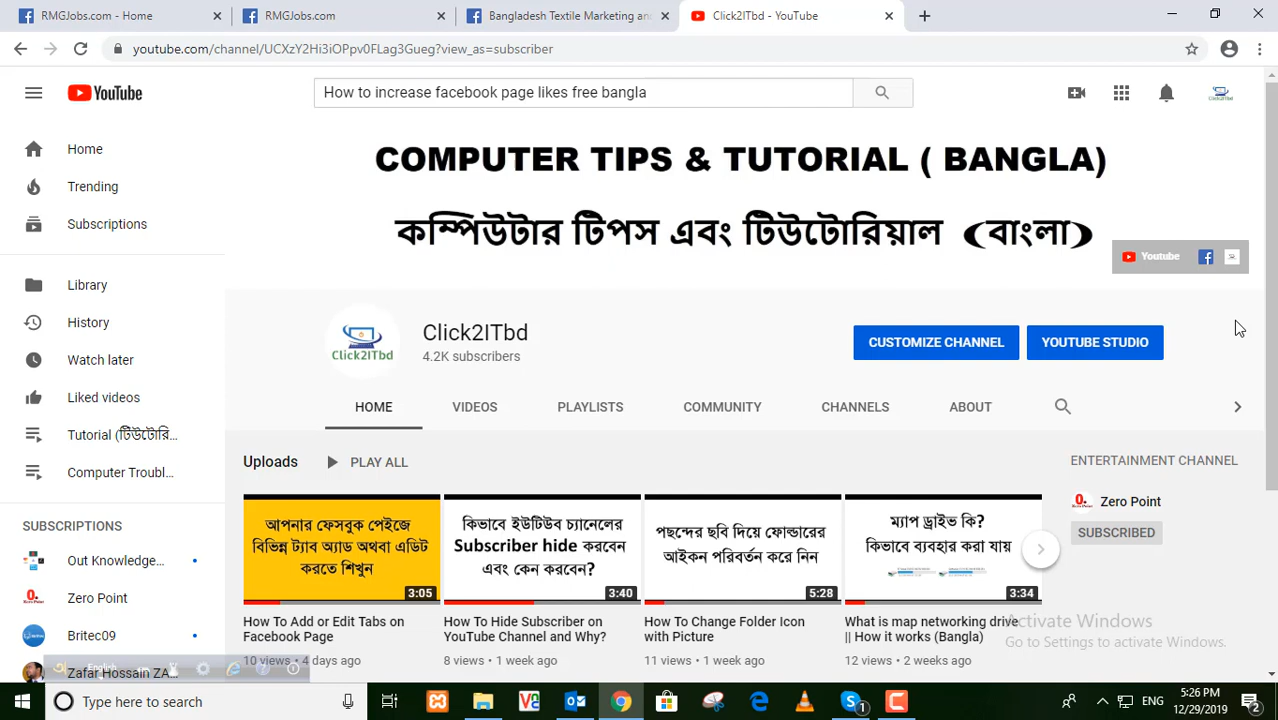 RMGJobs.com - Home
RMGJobs.com
Bangladesh Textile Marketing and
Click2ITbd - YouTube
youtube.com/channel/UCXzY2Hi3iOPpv0FLag3Gueg?view_as=subscriber
YouTube
How to increase facebook page likes free bangla
Click2ITbd
Home
Trending
Subscriptions
Library
History
Watch later
Liked videos
Tutorial (টিউটোরি...
Computer Troubl...
SUBSCRIPTIONS
Out Knowledge...
Zero Point
Britec09
Zafar Hossain ZA...
English
COMPUTER TIPS & TUTORIAL ( BANGLA)
কম্পিউটার টিপস এবং টিউটোরিয়াল (বাংলা)
Youtube
Click2ITbd
Click2ITbd
4.2K subscribers
CUSTOMIZE CHANNEL
YOUTUBE STUDIO
HOME VIDEOS PLAYLISTS COMMUNITY CHANNELS ABOUT
Uploads PLAY ALL
আপনার ফেসবুক পেইজে
বিভিন্ন ট্যাব অ্যাড অথবা এডিট
করতে শিখুন
3:05
How To Add or Edit Tabs on
Facebook Page
10 views · 4 days ago
কিভাবে ইউটিউব চ্যানেলের
Subscriber hide করবেন
এবং কেন করবেন?
3:40
How To Hide Subscriber on
YouTube Channel and Why?
8 views · 1 week ago
পছন্দের ছবি দিয়ে ফোল্ডারের
আইকন পরিবর্তন করে নিন
5:28
How To Change Folder Icon
with Picture
11 views · 1 week ago
ম্যাপ ড্রাইভ কি?
কিভাবে ব্যবহার করা যায়
3:34
What is map networking drive
|| How it works (Bangla)
12 views · 2 weeks ago
ENTERTAINMENT CHANNEL
Zero Point
SUBSCRIBED
Activate Windows
Go to Settings to activate Windows.
Type here to search
1
ENG
5:26 PM
12/29/2019
2